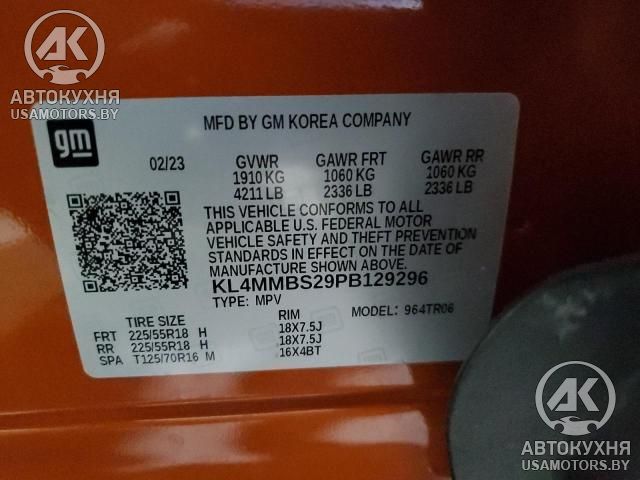 AK
АВТОКУХНЯ
USAMOTORS.BY
gm
MFD BY GM KOREA COMPANY
02/23 GVWR GAWR FRT GAWR RR
1910 KG 1060 KG 1060 KG
4211 LB 2336 LB 2336 LB
THIS VEHICLE CONFORMS TO ALL
APPLICABLE U.S. FEDERAL MOTOR
VEHICLE SAFETY AND THEFT PREVENTION
STANDARDS IN EFFECT ON THE DATE OF
MANUFACTURE SHOWN ABOVE.
KL4MMBS29PB129296
TYPE: MPV MODEL: 964TR06
TIRE SIZE RIM
FRT 225/55R18 H 18X7.5J
RR 225/55R18 H 18X7.5J
SPA T125/70R16 M 16X4BT
AK
АВТОКУХНЯ
USAMOTORS.BY